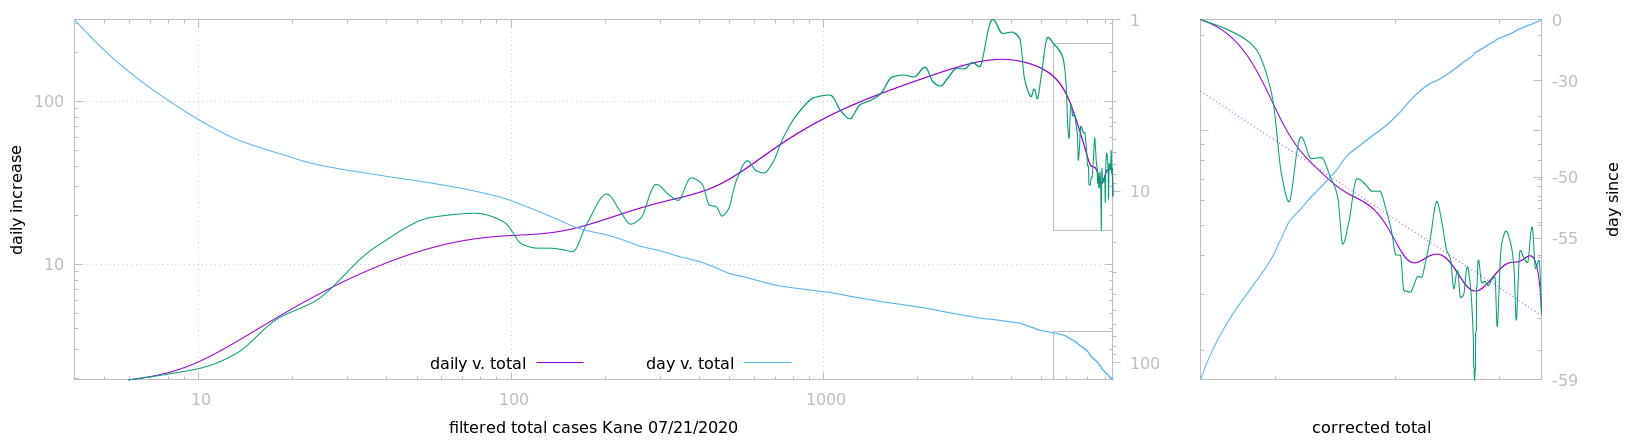 daily increase
100
10
10
100
1000
filtered total cases Kane 07/21/2020
daily v. total
day v. total
1
10
100
0
-30
-50
-55
-59
day since
corrected total